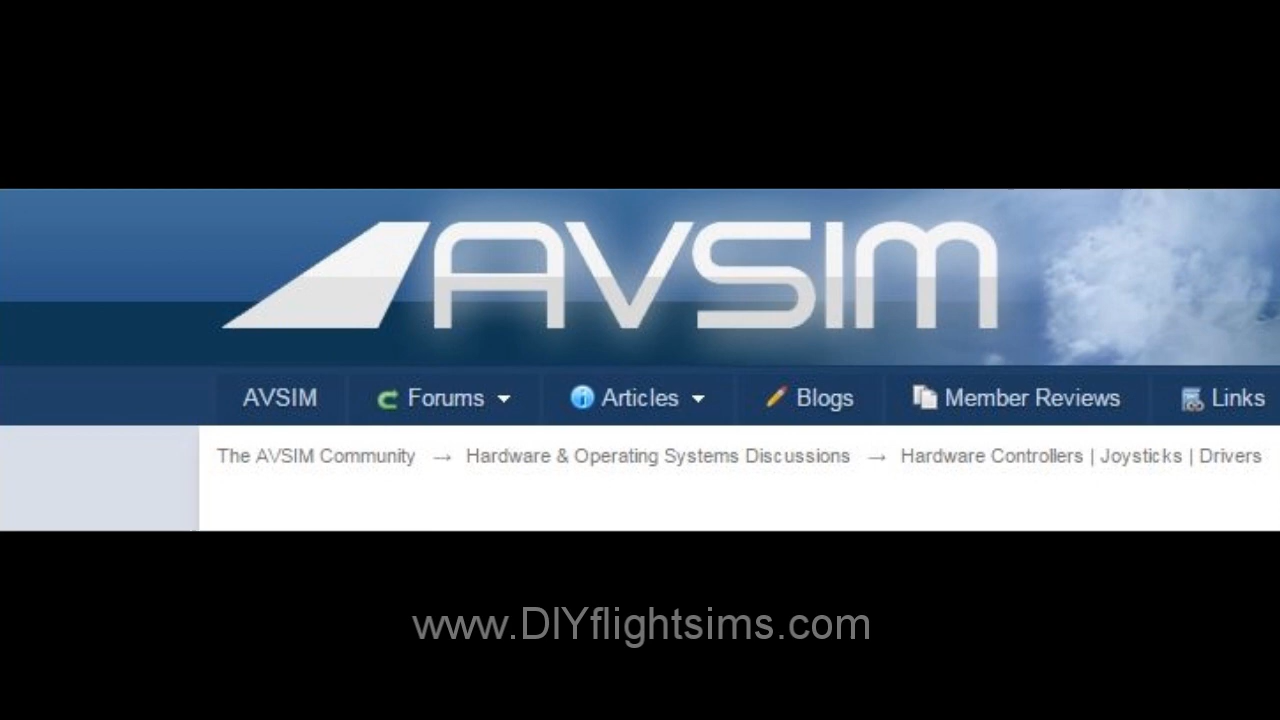 AVSIM
AVSIM Forums Articles Blogs Member Reviews Links
The AVSIM Community → Hardware & Operating Systems Discussions → Hardware Controllers | Joysticks | Drivers
www.DIYflightsims.com